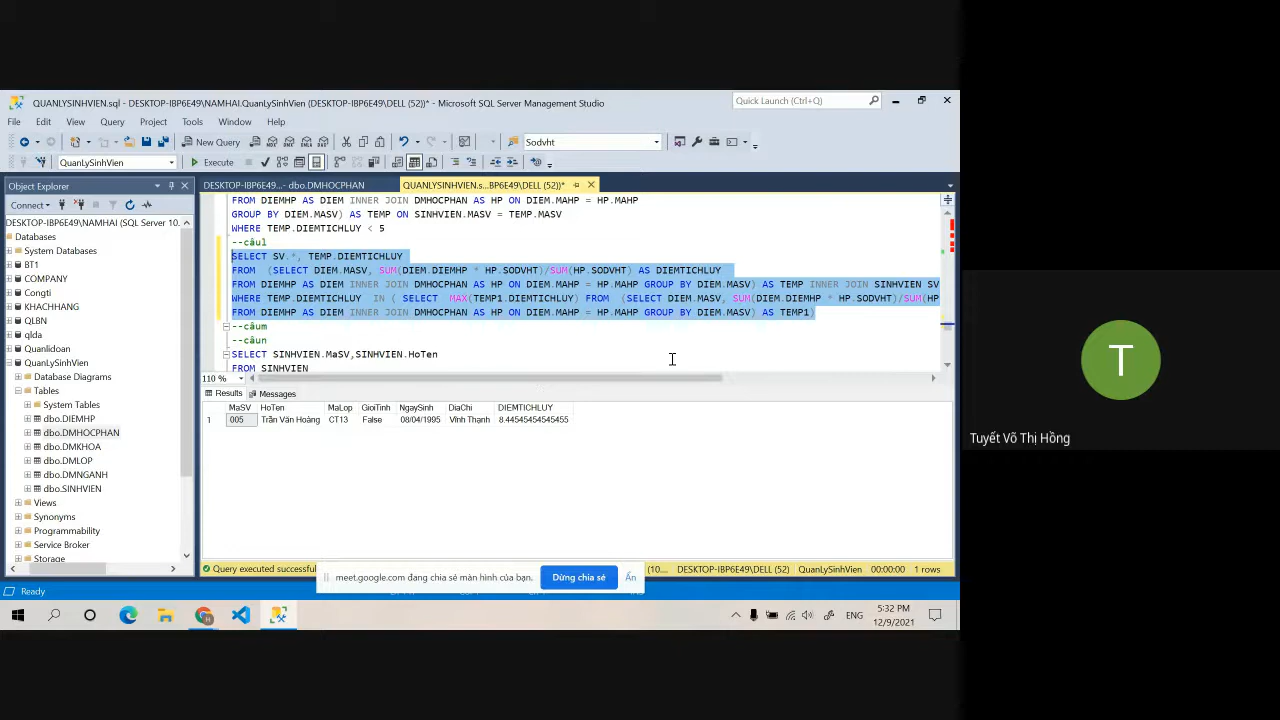 QUANLYSINHVIEN.sql - DESKTOP-IBP6E49\NAMHAI.QuanLySinhVien (DESKTOP-IBP6E49\DELL (52))* - Microsoft SQL Server Management Studio
Quick Launch (Ctrl+Q)
File Edit View Query Project Tools Window Help
New Query
Sodvht
QuanLySinhVien
Execute
Object Explorer
DESKTOP-IBP6E49... - dbo.DMHOCPHAN
QUANLYSINHVIEN.s...BP6E49\DELL (52))*
Connect
DESKTOP-IBP6E49\NAMHAI (SQL Server 10.
Databases
System Databases
BT1
COMPANY
Congti
KHACHHANG
QLBN
qlda
Quanlidoan
QuanLySinhVien
Database Diagrams
Tables
System Tables
dbo.DIEMHP
dbo.DMHOCPHAN
dbo.DMKHOA
dbo.DMLOP
dbo.DMNGANH
dbo.SINHVIEN
Views
Synonyms
Programmability
Service Broker
Storage
FROM DIEMHP AS DIEM INNER JOIN DMHOCPHAN AS HP ON DIEM.MAHP = HP.MAHP
GROUP BY DIEM.MASV) AS TEMP ON SINHVIEN.MASV = TEMP.MASV
WHERE TEMP.DIEMTICHLUY < 5
--câul
SELECT SV.*, TEMP.DIEMTICHLUY
FROM (SELECT DIEM.MASV, SUM(DIEM.DIEMHP * HP.SODVHT)/SUM(HP.SODVHT) AS DIEMTICHLUY
FROM DIEMHP AS DIEM INNER JOIN DMHOCPHAN AS HP ON DIEM.MAHP = HP.MAHP GROUP BY DIEM.MASV) AS TEMP INNER JOIN SINHVIEN SV
WHERE TEMP.DIEMTICHLUY IN ( SELECT MAX(TEMP1.DIEMTICHLUY) FROM (SELECT DIEM.MASV, SUM(DIEM.DIEMHP * HP.SODVHT)/SUM(HP
FROM DIEMHP AS DIEM INNER JOIN DMHOCPHAN AS HP ON DIEM.MAHP = HP.MAHP GROUP BY DIEM.MASV) AS TEMP1)
--câum
--câun
SELECT SINHVIEN.MaSV,SINHVIEN.HoTen
FROM SINHVIEN
110 %
Results Messages
MaSV HoTen MaLop GioiTinh NgaySinh DiaChi DIEMTICHLUY
1 005 Trần Văn Hoàng CT13 False 08/04/1995 Vĩnh Thạnh 8.44545454545455
Query executed successful
(10.... DESKTOP-IBP6E49\DELL (52) QuanLySinhVien 00:00:00 1 rows
meet.google.com đang chia sẻ màn hình của bạn. Dừng chia sẻ Ẩn
Ready
ENG
5:32 PM
12/9/2021
T
Tuyết Võ Thị Hồng